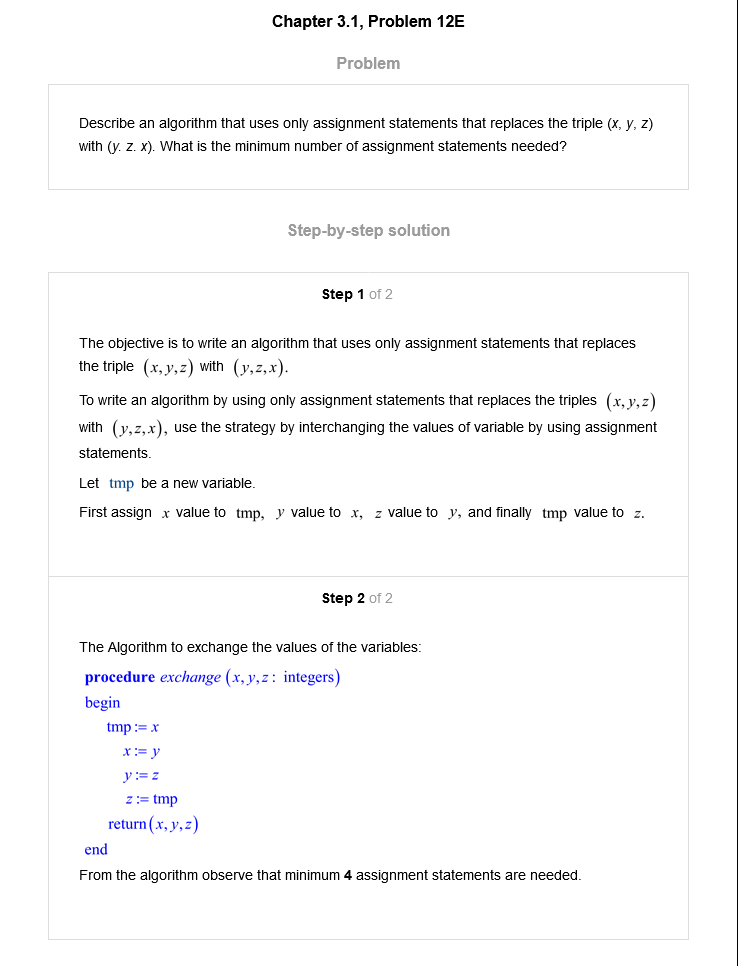 Chapter 3.1, Problem 12E
Problem
Describe an algorithm that uses only assignment statements that replaces the triple (x, y, z)
with (y. z. x). What is the minimum number of assignment statements needed?
Step-by-step solution
Step 1 of 2
The objective is to write an algorithm that uses only assignment statements that replaces
the triple (x, y, z) with (y, z, x).
To write an algorithm by using only assignment statements that replaces the triples (x, y, z)
with (y, z, x), use the strategy by interchanging the values of variable by using assignment
statements.
Let tmp be a new variable.
First assign x value to tmp, y value to x, z value to y, and finally tmp value to z.
Step 2 of 2
The Algorithm to exchange the values of the variables:
procedure exchange (x, y, z : integers)
begin
tmp := x
x := y
y := z
z := tmp
return (x, y, z)
end
From the algorithm observe that minimum 4 assignment statements are needed.